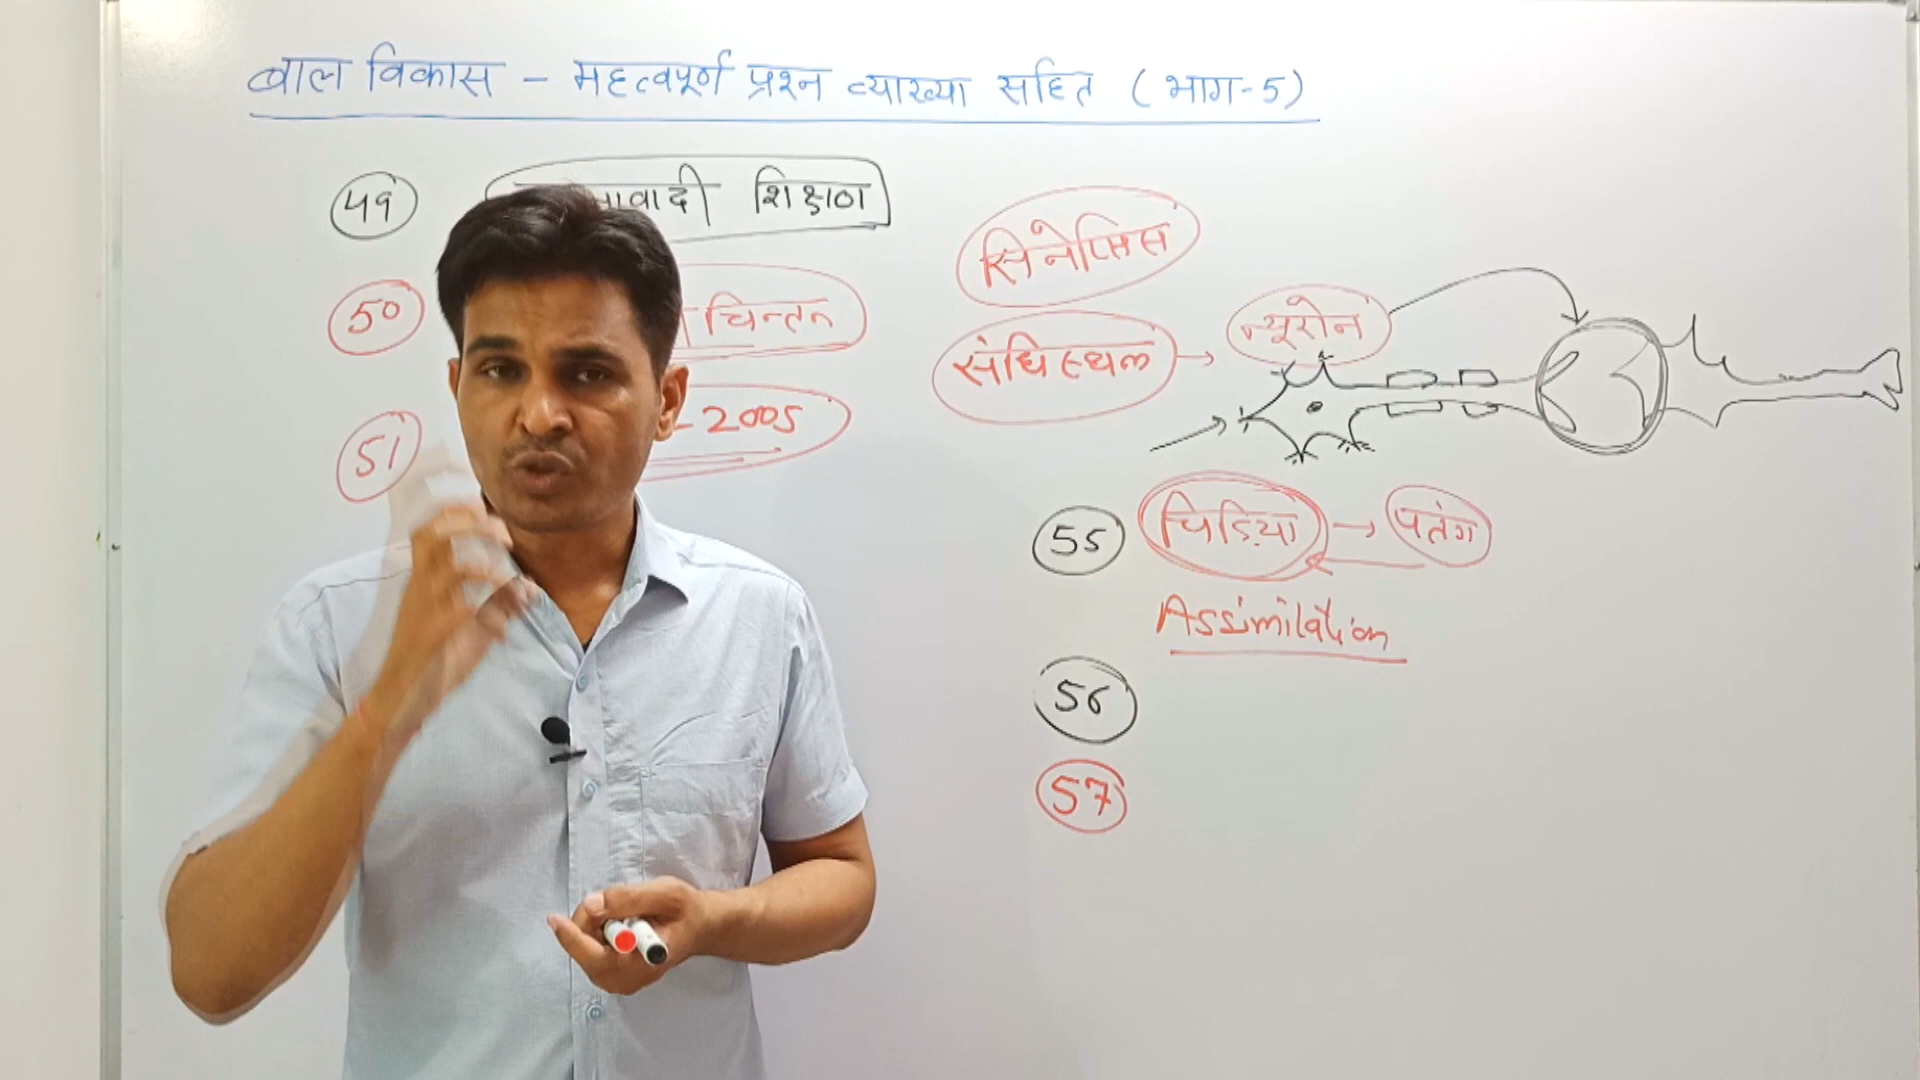 बाल विकास - महत्वपूर्ण प्रश्न व्याख्या सहित (भाग-5)
49 शिक्षण
50 चिन्तन
51 - 2005
सिनेप्सिस
संधि स्थल → न्यूरोन
55 चिड़िया → पतंग
Assimilation
56
57